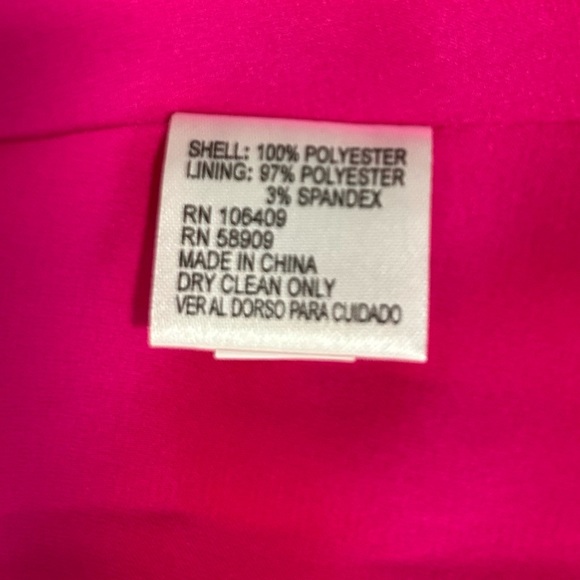 SHELL: 100% POLYESTER
LINING: 97% POLYESTER
3% SPANDEX
RN 106409
RN 58909
MADE IN CHINA
DRY CLEAN ONLY
VER AL DORSO PARA CUIDADO